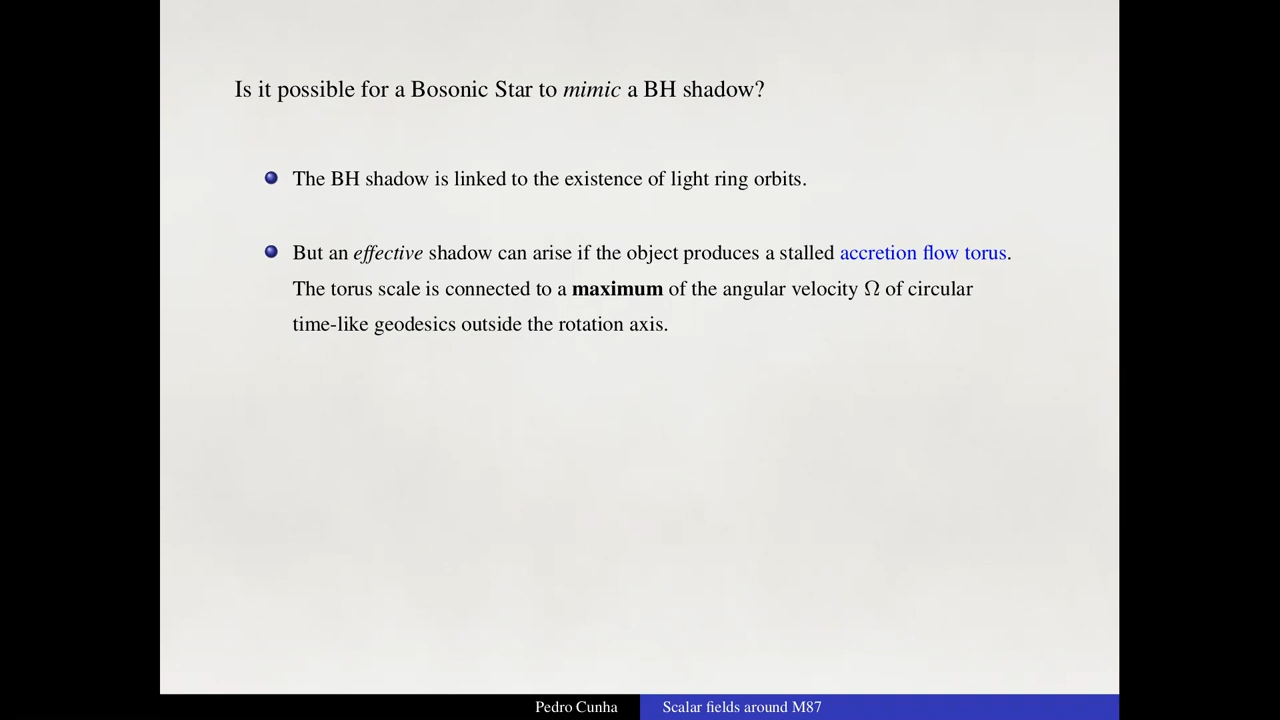 Is it possible for a Bosonic Star to mimic a BH shadow?
The BH shadow is linked to the existence of light ring orbits.
But an effective shadow can arise if the object produces a stalled accretion flow torus.
The torus scale is connected to a maximum of the angular velocity Ω of circular
time-like geodesics outside the rotation axis.
Pedro Cunha
Scalar fields around M87